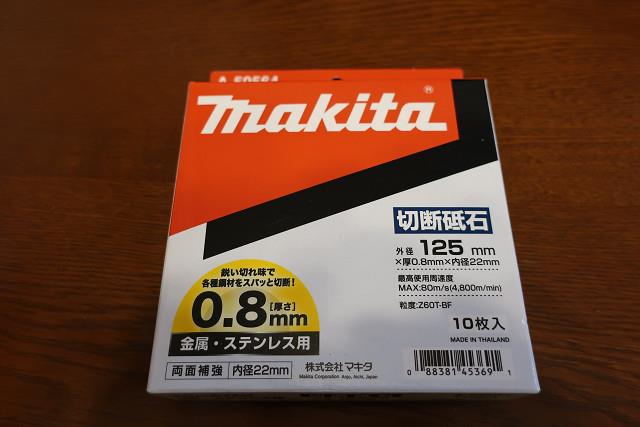 makita®
切断砥石
外径 125 mm
×厚0.8mm×内径22mm
最高使用周速度
MAX:80m/s(4,800m/min)
粒度:Z60T-BF
10枚入
MADE IN THAILAND
鋭い切れ味で
各種鋼材をスパッと切断!
0.8[厚さ]mm
金属・ステンレス用
両面補強 内径22mm
株式会社マキタ
Makita Corporation Anjo, Aichi, Japan
0 88381 45369 1